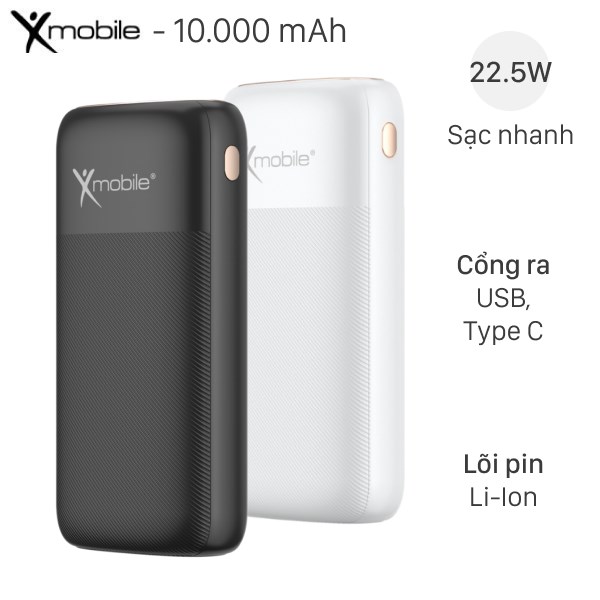 Xmobile - 10.000 mAh
22.5W
Sạc nhanh
Xmobile®
Xmobile®
Cổng ra
USB,
Type C
Lõi pin
Li-Ion